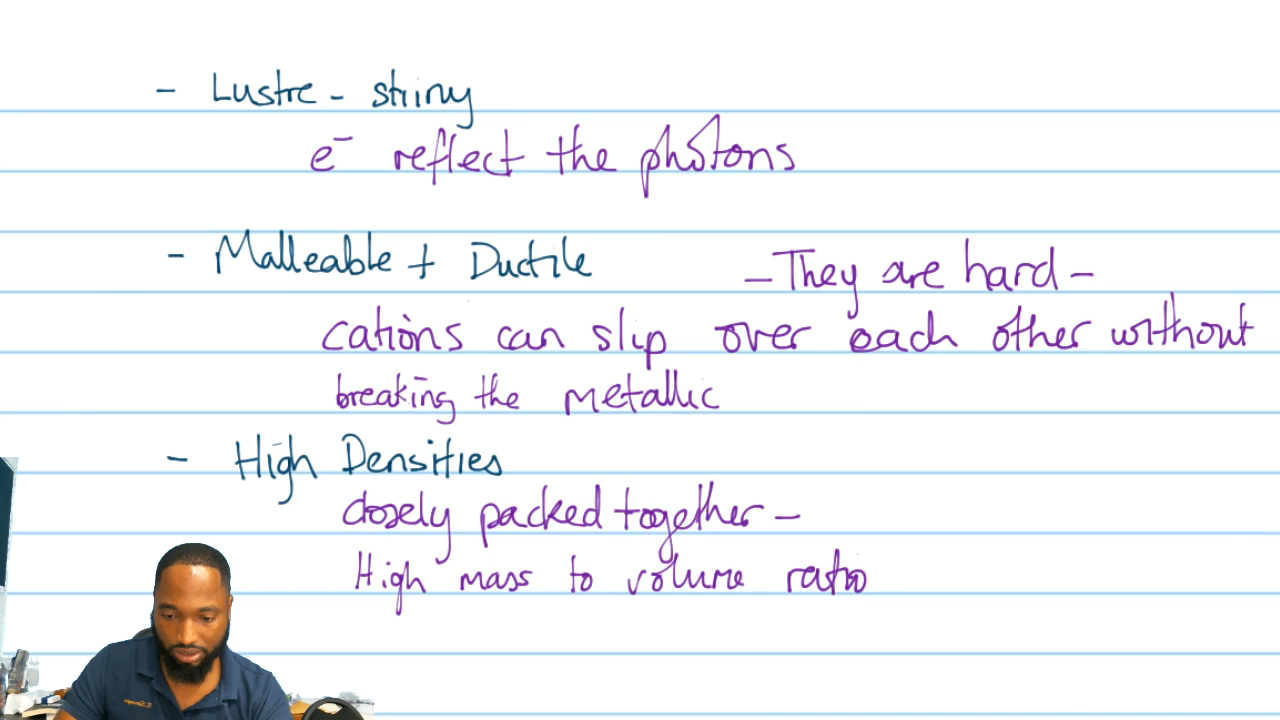 - Lustre - shiny
e⁻ reflect the photons
- Malleable + Ductile
- They are hard -
cations can slip over each other without
breaking the metallic
- High Densities
closely packed together -
High mass to volume ratio